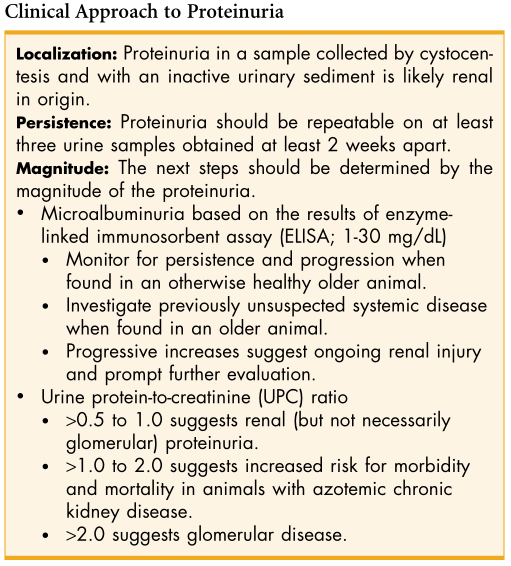 Clinical Approach to Proteinuria
Localization: Proteinuria in a sample collected by cystocen-
tesis and with an inactive urinary sediment is likely renal
in origin.
Persistence: Proteinuria should be repeatable on at least
three urine samples obtained at least 2 weeks apart.
Magnitude: The next steps should be determined by the
magnitude of the proteinuria.
• Microalbuminuria based on the results of enzyme-
linked immunosorbent assay (ELISA; 1-30 mg/dL)
• Monitor for persistence and progression when
found in an otherwise healthy older animal.
• Investigate previously unsuspected systemic disease
when found in an older animal.
• Progressive increases suggest ongoing renal injury
and prompt further evaluation.
• Urine protein-to-creatinine (UPC) ratio
• >0.5 to 1.0 suggests renal (but not necessarily
glomerular) proteinuria.
• >1.0 to 2.0 suggests increased risk for morbidity
and mortality in animals with azotemic chronic
kidney disease.
• >2.0 suggests glomerular disease.